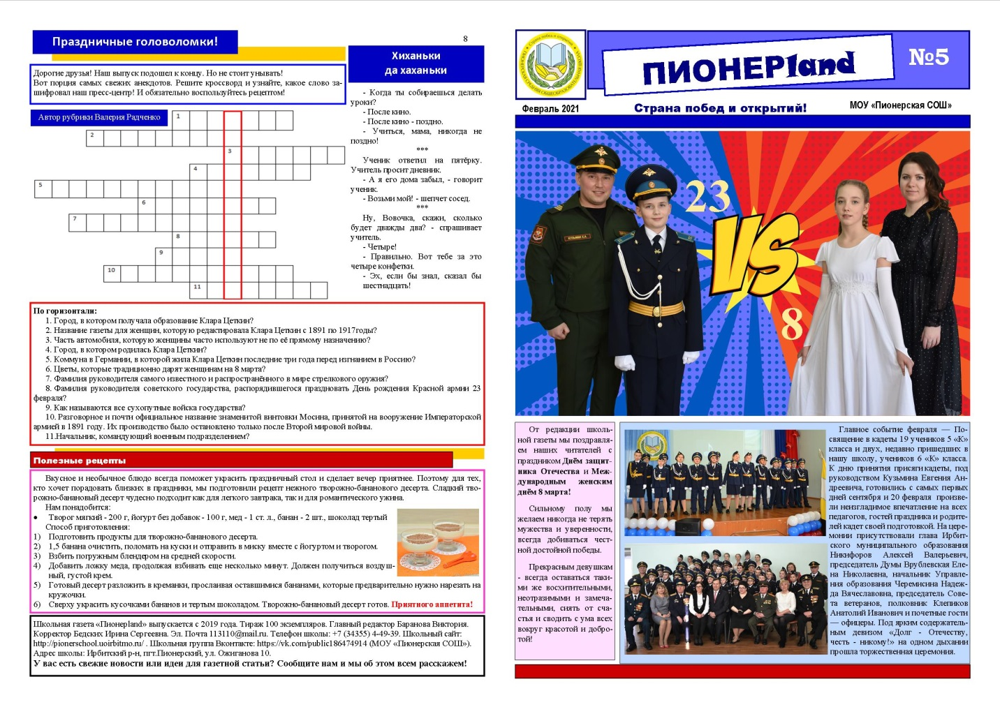 Праздничные головоломки!
8
Дорогие друзья! Наш выпуск подошел к концу. Но не стоит унывать!
Вот порция самых свежих анекдотов. Решите кроссворд и узнайте, какое слово за-
шифровал наш пресс-центр! И обязательно воспользуйтесь рецептом!
Автор рубрики Валерия Радченко
1
2
3
4
5
6
7
8
9
10
11
Хиханьки
да хаханьки
- Когда ты собираешься делать
уроки?
- После кино.
- После кино - поздно.
- Учиться, мама, никогда не
поздно!
***
Ученик ответил на пятёрку.
Учитель просит дневник.
- А я его дома забыл, - говорит
ученик.
- Возьми мой! - шепчет сосед.
***
Ну, Вовочка, скажи, сколько
будет дважды два? - спрашивает
учитель.
- Четыре!
- Правильно. Вот тебе за это
четыре конфетки.
- Эх, если бы знал, сказал бы
шестнадцать!
По горизонтали:
1. Город, в котором получала образование Клара Цеткин?
2. Название газеты для женщин, которую редактировала Клара Цеткин с 1891 по 1917годы?
3. Часть автомобиля, которую женщины часто используют не по её прямому назначению?
4. Город, в котором родилась Клара Цеткин?
5. Коммуна в Германии, в которой жила Клара Цеткин последние три года перед изгнанием в Россию?
6. Цветы, которые традиционно дарят женщинам на 8 марта?
7. Фамилия руководителя самого известного и распространённого в мире стрелкового оружия?
8. Фамилия руководителя советского государства, распорядившегося праздновать День рождения Красной армии 23
февраля?
9. Как называются все сухопутные войска государства?
10. Разговорное и почти официальное название знаменитой винтовки Мосина, принятой на вооружение Императорской
армией в 1891 году. Их производство было остановлено только после Второй мировой войны.
11.Начальник, командующий военным подразделением?
Полезные рецепты
Вкусное и необычное блюдо всегда поможет украсить праздничный стол и сделает вечер приятнее. Поэтому для тех,
кто хочет порадовать близких в праздники, мы подготовили рецепт нежного творожно-бананового десерта. Сладкий тво-
рожно-банановый десерт чудесно подходит как для легкого завтрака, так и для романтического ужина.
Нам понадобится:
• Творог мягкий - 200 г, йогурт без добавок - 100 г, мед - 1 ст. л., банан - 2 шт., шоколад тертый
Способ приготовления:
1) Подготовить продукты для творожно-бананового десерта.
2) 1,5 банана очистить, поломать на куски и отправить в миску вместе с йогуртом и творогом.
3) Взбить погружным блендером на средней скорости.
4) Добавить ложку меда, продолжая взбивать еще несколько минут. Должен получиться воздуш-
ный, густой крем.
5) Готовый десерт разложить в креманки, прослаивая оставшимися бананами, которые предварительно нужно нарезать на
кружочки.
6) Сверху украсить кусочками бананов и тертым шоколадом. Творожно-банановый десерт готов. Приятного аппетита!
Школьная газета «Пионерland» выпускается с 2019 года. Тираж 100 экземпляров. Главный редактор Баранова Виктория.
Корректор Бедских Ирина Сергеевна. Эл. Почта 113110@mail.ru. Телефон школы: +7 (34355) 4-49-39. Школьный сайт:
http://pionerschool.uoirbitmo.ru/ . Школьная группа Вконтакте: https://vk.com/public186474914 (МОУ «Пионерская СОШ»).
Адрес школы: Ирбитский р-н, пгт.Пионерский, ул. Ожиганова 10.
У вас есть свежие новости или идеи для газетной статьи? Сообщите нам и мы об этом всем расскажем!
ПИОНЕРland
№5
Февраль 2021
Страна побед и открытий!
МОУ «Пионерская СОШ»
23
VS
8
От редакции школь-
ной газеты мы поздравля-
ем наших читателей с
праздником Днём защит-
ника Отечества и Меж-
дународным женским
днём 8 марта!
Сильному полу мы
желаем никогда не терять
мужества и уверенности,
всегда добиваться чест-
ной достойной победы.
Прекрасным девушкам
- всегда оставаться таки-
ми же восхитительными,
неотразимыми и замеча-
тельными, сиять от сча-
стья и сводить с ума всех
вокруг красотой и добро-
той!
Главное событие февраля — По-
священие в кадеты 19 учеников 5 «К»
класса и двух, недавно пришедших в
нашу школу, учеников 6 «К» класса.
К дню принятия присяги кадеты, под
руководством Кузьмина Евгения Ан-
дреевича, готовились с самых первых
дней сентября и 20 февраля произве-
ли неизгладимое впечатление на всех
педагогов, гостей праздника и родите-
лей кадет своей подготовкой. На цере-
монии присутствовали глава Ирбит-
ского муниципального образования
Никифоров Алексей Валерьевич,
председатель Думы Врублевская Еле-
на Николаевна, начальник Управле-
ния образования Черемисина Надеж-
да Вячеславовна, председатель Сове-
та ветеранов, полковник Клепиков
Анатолий Иванович и почетные гости
— офицеры. Под ярким содержатель-
ным девизом «Долг - Отечеству,
честь - никому!» на одном дыхании
прошла торжественная церемония.